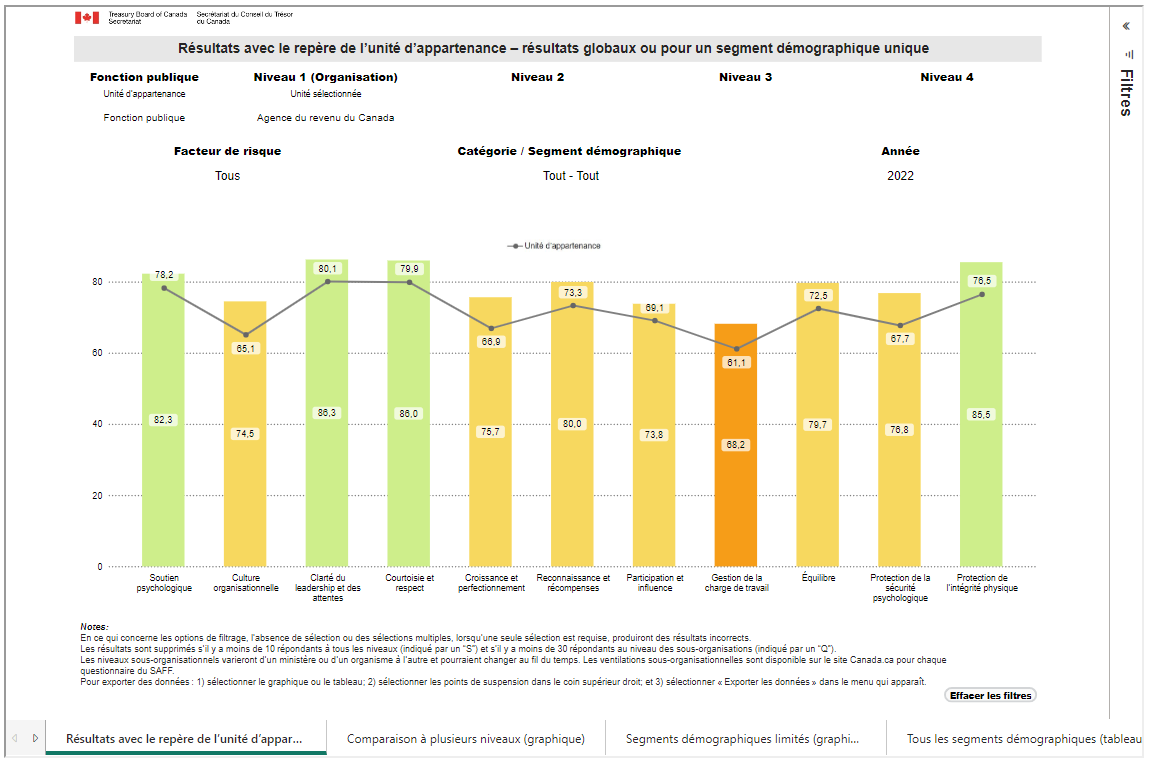 Treasury Board of Canada Secrétariat du Conseil du Trésor
Secretariat du Canada
Résultats avec le repère de l'unité d'appartenance – résultats globaux ou pour un segment démographique unique
Fonction publique Niveau 1 (Organisation) Niveau 2 Niveau 3 Niveau 4
Unité d'appartenance Unité sélectionnée
Fonction publique Agence du revenu du Canada
Facteur de risque Catégorie / Segment démographique Année
Tous Tout - Tout 2022
Filtres
Unité d'appartenance
80
60
40
20
0
78,2 65,1 80,1 79,9 66,9 73,3 69,1 61,1 72,5 67,7 76,5
82,3 74,5 86,3 86,0 75,7 80,0 73,8 68,2 79,7 76,8 85,5
Soutien psychologique
Culture organisationnelle
Clarté du leadership et des attentes
Courtoisie et respect
Croissance et perfectionnement
Reconnaissance et récompenses
Participation et influence
Gestion de la charge de travail
Équilibre
Protection de la sécurité psychologique
Protection de l'intégrité physique
Notes:
En ce qui concerne les options de filtrage, l'absence de sélection ou des sélections multiples, lorsqu'une seule sélection est requise, produiront des résultats incorrects.
Les résultats sont supprimés s'il y a moins de 10 répondants à tous les niveaux (indiqué par un "S") et s'il y a moins de 30 répondants au niveau des sous-organisations (indiqué par un "Q").
Les niveaux sous-organisationnels varieront d'un ministère ou d'un organisme à l'autre et pourraient changer au fil du temps. Les ventilations sous-organisationnelles sont disponible sur le site Canada.ca pour chaque
questionnaire du SAFF.
Pour exporter des données : 1) sélectionner le graphique ou le tableau; 2) sélectionner les points de suspension dans le coin supérieur droit; et 3) sélectionner « Exporter les données » dans le menu qui apparaît.
Effacer les filtres
Résultats avec le repère de l'unité d'appar... Comparaison à plusieurs niveaux (graphique) Segments démographiques limités (graphi... Tous les segments démographiques (tableau